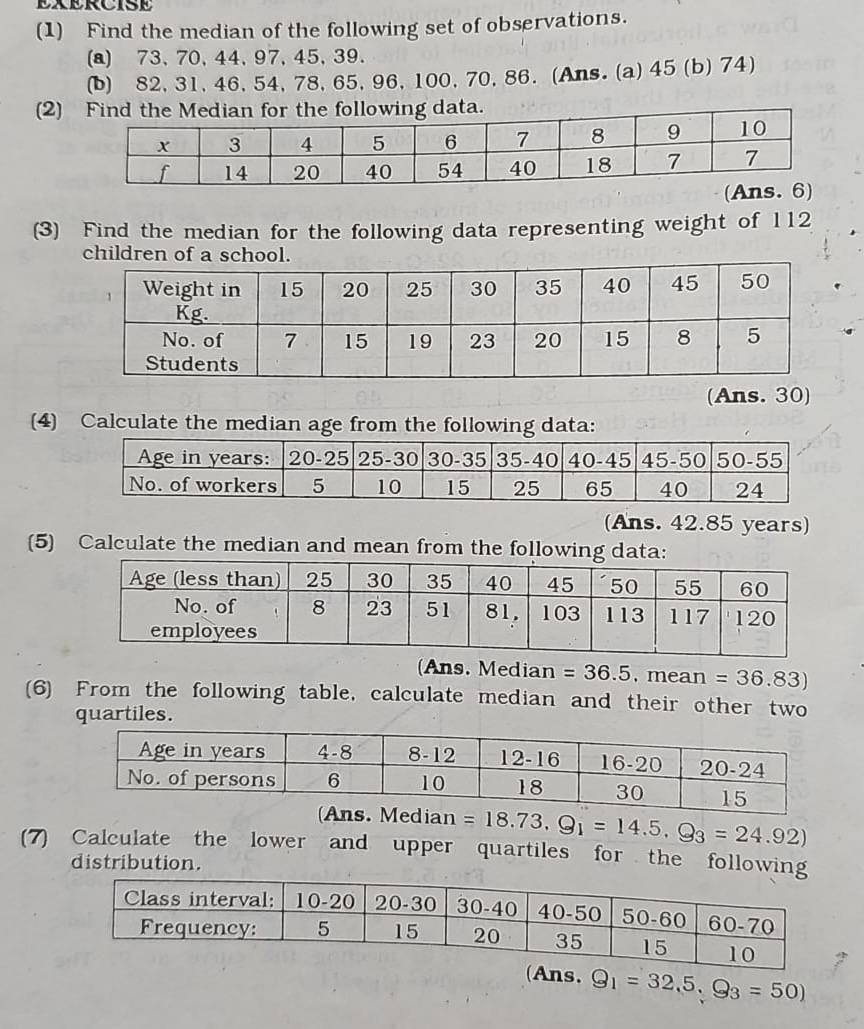 EXERCISE
(1) Find the median of the following set of observations.
(a) 73, 70, 44, 97, 45, 39.
(b) 82, 31, 46, 54, 78, 65, 96, 100, 70, 86. (Ans. (a) 45 (b) 74)
(2) Find the Median for the following data.
x 3 4 5 6 7 8 9 10
f 14 20 40 54 40 18 7 7
(Ans. 6)
(3) Find the median for the following data representing weight of 112
children of a school.
Weight in 15 20 25 30 35 40 45 50
Kg.
No. of 7 15 19 23 20 15 8 5
Students
(Ans. 30)
(4) Calculate the median age from the following data:
Age in years: 20-25 25-30 30-35 35-40 40-45 45-50 50-55
No. of workers 5 10 15 25 65 40 24
(Ans. 42.85 years)
(5) Calculate the median and mean from the following data:
Age (less than) 25 30 35 40 45 50 55 60
No. of 8 23 51 81, 103 113 117 120
employees
(Ans. Median = 36.5, mean = 36.83)
(6) From the following table, calculate median and their other two
quartiles.
Age in years 4-8 8-12 12-16 16-20 20-24
No. of persons 6 10 18 30 15
(Ans. Median = 18.73, Q₁ = 14.5, Q₃ = 24.92)
(7) Calculate the lower and upper quartiles for the following
distribution.
Class interval: 10-20 20-30 30-40 40-50 50-60 60-70
Frequency: 5 15 20 35 15 10
(Ans. Q₁ = 32,5, Q₃ = 50)